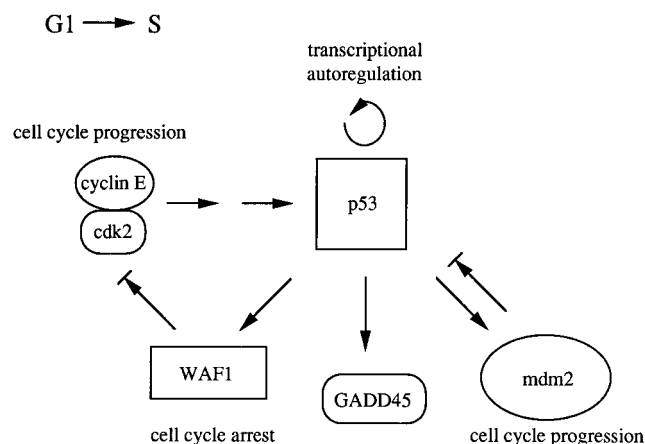 G1 S
transcriptional
autoregulation
cell cycle progression
cyclin E
cdk2
p53
WAF1
GADD45
mdm2
cell cycle arrest
cell cycle progression